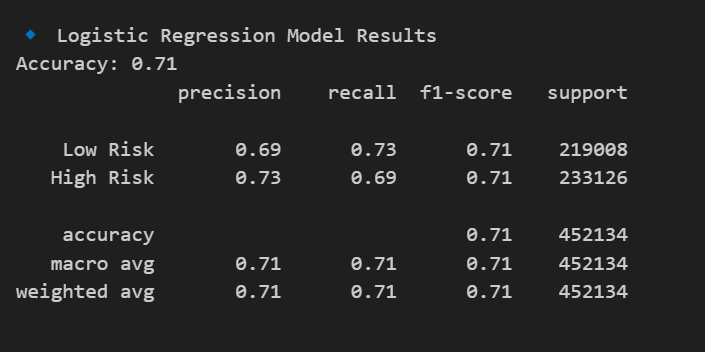 🔹 Logistic Regression Model Results
Accuracy: 0.71
precision recall f1-score support
Low Risk 0.69 0.73 0.71 219008
High Risk 0.73 0.69 0.71 233126
accuracy 0.71 452134
macro avg 0.71 0.71 0.71 452134
weighted avg 0.71 0.71 0.71 452134